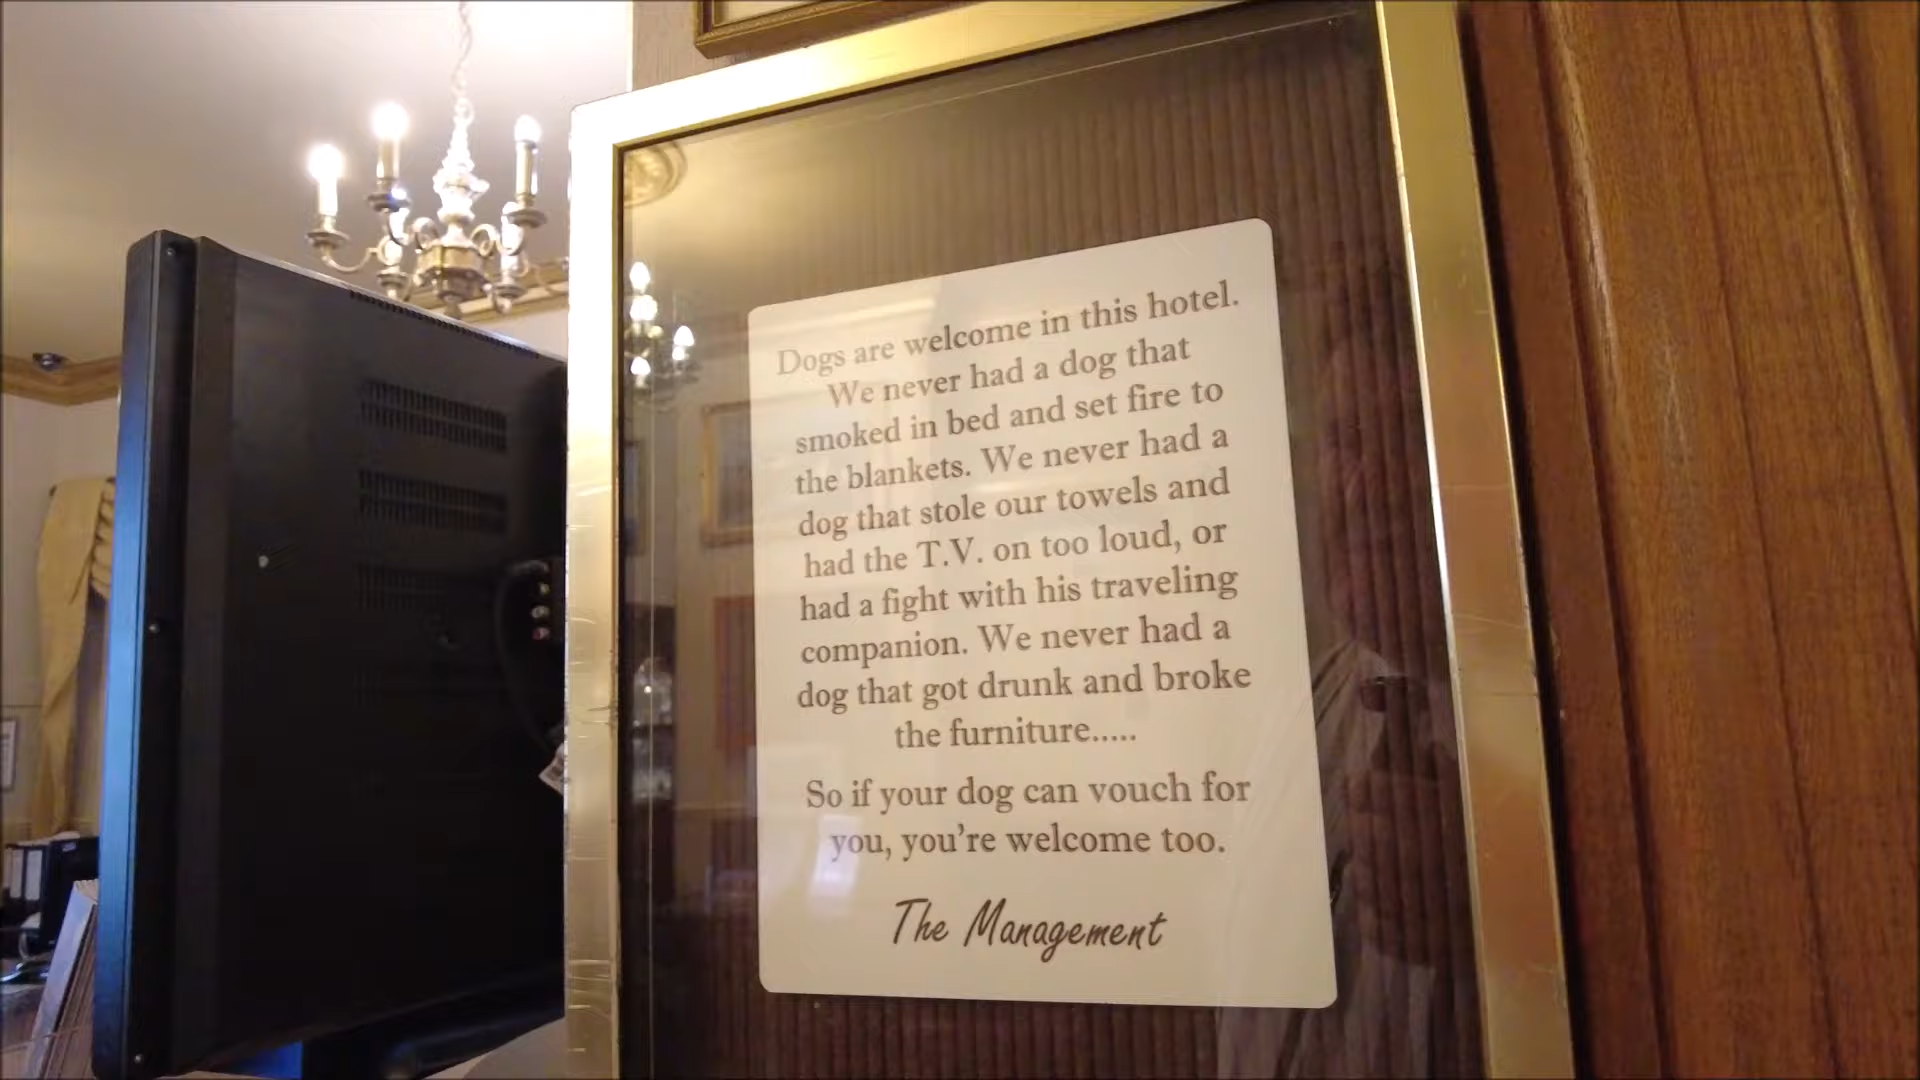 Dogs are welcome in this hotel.
We never had a dog that
smoked in bed and set fire to
the blankets. We never had a
dog that stole our towels and
had the T.V. on too loud, or
had a fight with his traveling
companion. We never had a
dog that got drunk and broke
the furniture.....
So if your dog can vouch for
you, you're welcome too.
The Management